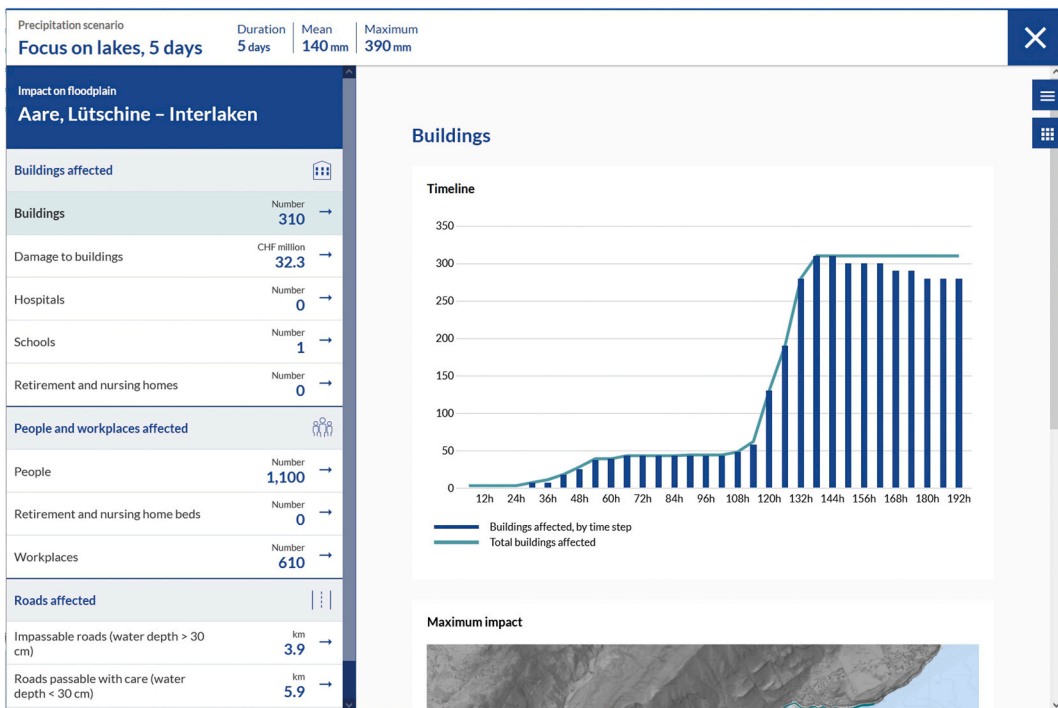 Precipitation scenario
Focus on lakes, 5 days
Duration
5 days
Mean
140 mm
Maximum
390 mm
Impact on floodplain
Aare, Lütschine – Interlaken
Buildings affected
Buildings
Number
310 →
Damage to buildings
CHF million
32.3 →
Hospitals
Number
0 →
Schools
Number
1 →
Retirement and nursing homes
Number
0 →
People and workplaces affected
People
Number
1,100 →
Retirement and nursing home beds
Number
0 →
Workplaces
Number
610 →
Roads affected
Impassable roads (water depth > 30
cm)
km
3.9 →
Roads passable with care (water
depth < 30 cm)
km
5.9 →
Buildings
Timeline
350
300
250
200
150
100
50
0
12h 24h 36h 48h 60h 72h 84h 96h 108h 120h 132h 144h 156h 168h 180h 192h
Buildings affected, by time step
Total buildings affected
Maximum impact